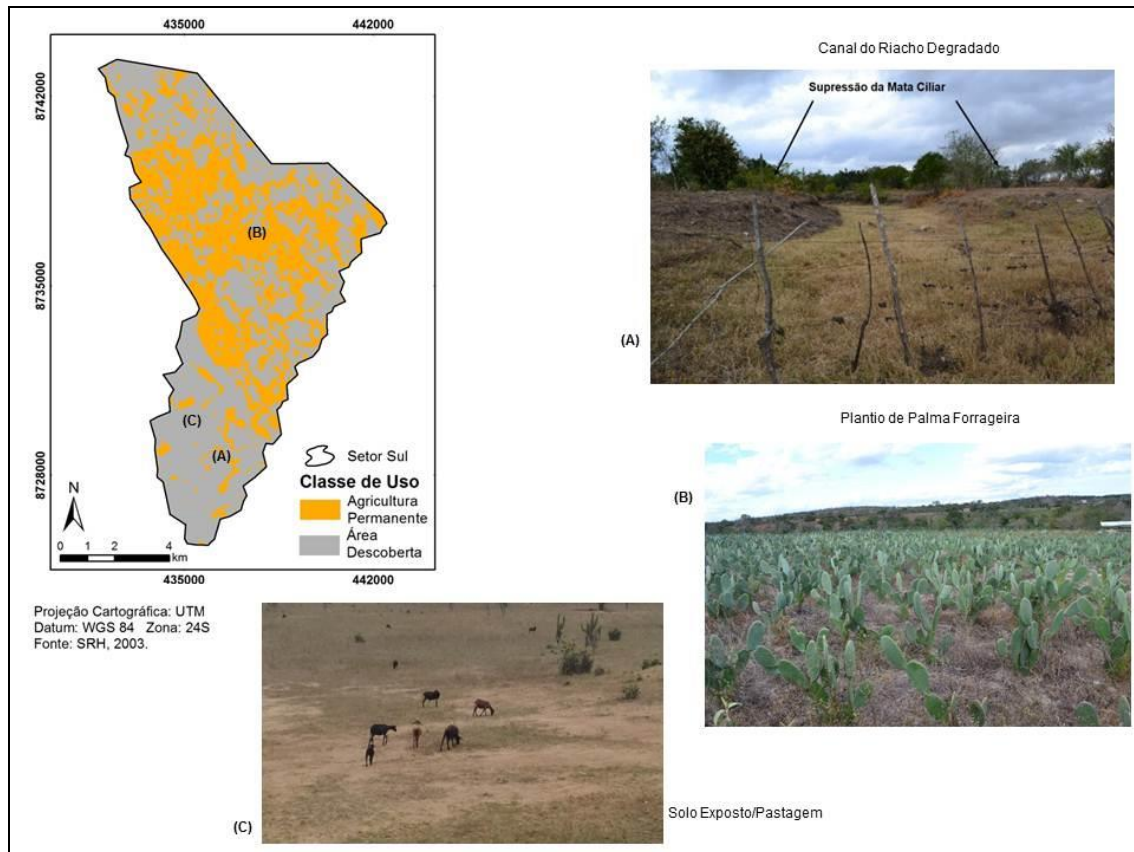 435000
442000
8742000
8735000
8728000
(B)
(C)
(A)
N
Setor Sul
Classe de Uso
Agricultura
Permanente
Área
Descoberta
0 1 2 4
km
435000
442000
Projeção Cartográfica: UTM
Datum: WGS 84 Zona: 24S
Fonte: SRH, 2003.
Canal do Riacho Degradado
Supressão da Mata Ciliar
(A)
Plantio de Palma Forrageira
(B)
(C)
Solo Exposto/Pastagem